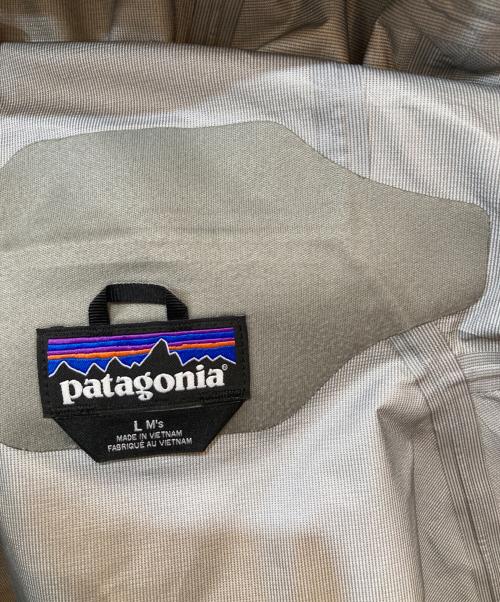 patagonia®
L M's
MADE IN VIETNAM
FABRIQUÉ AU VIETNAM